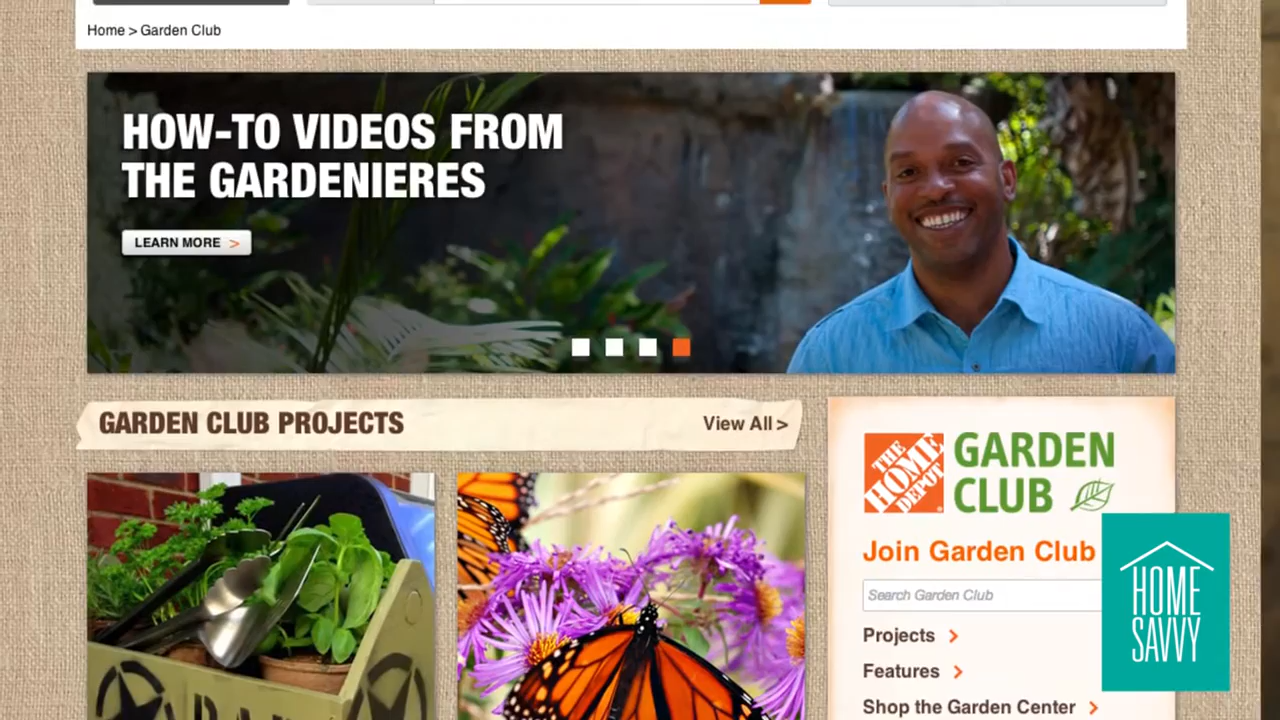 Home > Garden Club
HOW-TO VIDEOS FROM
THE GARDENIERES
LEARN MORE >
GARDEN CLUB PROJECTS
View All >
THE
HOME
DEPOT
GARDEN
CLUB
Join Garden Club
Search Garden Club
Projects >
Features >
Shop the Garden Center >
HOME
SAVVY